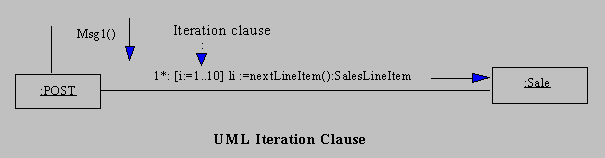 Msg1()
Iteration clause
:
1*: [i:=1..10] li :=nextLineItem():SalesLineItem
:POST
:Sale
UML Iteration Clause